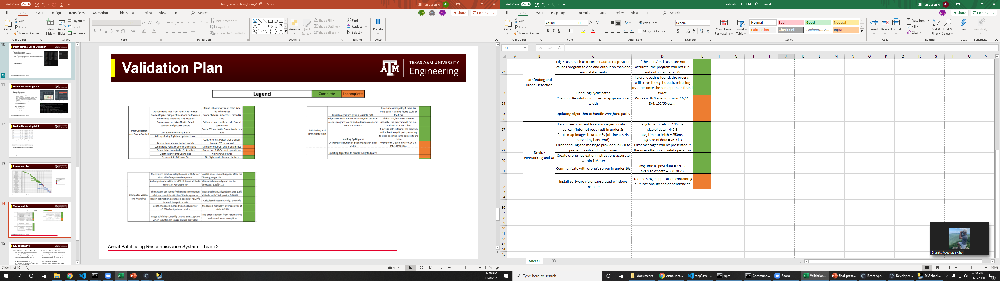 AutoSave On
final_presentation_team_2 - Saved
Gilman, Jason A GJ
File Home Insert Design Transitions Animations Slide Show Review View Help Search
DW MG MJ Share Comments
Paste
Cut
Copy
Format Painter
Clipboard
New Slide
Reuse Slides
Layout
Reset
Section
Slides
12
Font
Text Direction
Align Text
Convert to SmartArt
Paragraph
Arrange
Quick Styles
Shape Fill
Shape Outline
Shape Effects
Drawing
Find
Replace
Select
Editing
Dictate
Voice
10
Pathfinding & Drone Detection
11
Device Networking & UI
12
Device Networking & UI
13
Execution Plan
14
Validation Plan
15
Key Takeaways
Data Collection & Drone Control
Pathfinding & Drone Detection
Computer Vision & Mapping
Device Networking & UI
Validation Plan
TEXAS A&M UNIVERSITY
Engineering
Legend Complete Incomplete
Data Collection and Drone Control
Aerial Drone flies from Point A to Point B
Drone follows waypoint from data file w/ interups
Drone stops at midpoint locations on the map and records video and GPS location
Drone Stablize, autofocus, record & save
Drone does not takeoff with failed connection/ prearm checks
Failure to lauch without udp / serial connection
Low Battery Warning & Exit
Drone RTL on < 40%; Drone Lands on < 30%
Add wp during flight and guided travel
Drone stops at user shutoff switch
Controller has switch that changes from AUTO to manual
Land Drone Functional with Directions
Land drone is built and programmed
Drone detects obstacles & Avoides
Dectection 0.05-3m, not operational
Electrical Systems Connected
No Pixhawk Power
System Built & Power On
No flight controller and battery
Pathfinding and Drone Detection
Greedy Algorithm given a feasible path
Given a feasible path, if there is a valid path, it will be found 100% of the time
Edge cases such as Incorrect Start/End position causes program to end and output no map and error statements
If the start/end cases are not accurate, the program will not run and output a map of 0s
Handling Cyclic paths
If a cyclic path is found, the program will solve the cyclic path, retracing its steps once the same point is found twice
Changing Resolution of given map given pixel width
Works with 0 even division. 16 / 4, 8/4, 100/50 etc...
Updating Algorithm to handle weighted paths
Computer Vision and Mapping
The system produces depth maps with fewer than 1% of negative data points
Invalid points do not appear after the filtering stage. 0%
A change in elevation of <2% of drone altitude results in >10 disparity
Measured manually; can not be detected. 1.26%->12
The system can identify changes in elevation which account for <0.1% of the image area
Measured manually; object was 1.6% altitude with 15 disparity. 0.003%
Depth estimation occurs at a speed of >1MP/s for each image in a pair
Calculated automatically. 1.6 MP/s
Depth maps are merged to an accuracy of <0.5% of output map width
Measured manually; average over 14 trials. 0.26%
Image stitching correctly throws an exception when insufficient image data is provided
The error is caught from return value and raised as an exception
Aerial Pathfinding Reconnaissance System – Team 2
Slide 14 of 16
Notes
114%
6:40 PM
11/8/2020
AutoSave On
ValidationPlanTable - Saved
Gilman, Jason A GJ
File Home Insert Page Layout Formulas Data Review View Help Search
MG Share Comments
Paste
Cut
Copy
Format Painter
Clipboard
Calibri 11
Font
Wrap Text
Merge & Center
Alignment
General
Number
Conditional Formatting
Format as Table
Normal Bad Good Neutral
Calculation Check Cell Explanatory ... Input
Styles
Insert Delete Format
Cells
AutoSum
Fill
Clear
Sort & Filter
Find & Select
Editing
Ideas
Ideas
Sensitivity
Sensitivity
J21
A B C D E F G H I J K L M N O P Q R S T U V
Pathfinding and Drone Detection
22
Edge cases such as Incorrect Start/End position
causes program to end and output no map and
error statements
If the start/end cases are not
accurate, the program will not run
and output a map of 0s
23
Handling Cyclic paths
If a cyclic path is found, the program
will solve the cyclic path, retracing
its steps once the same point is found
twice
24
Changing Resolution of given map given pixel
width
Works with 0 even division. 16 / 4,
8/4, 100/50 etc...
25
Updating Algorithm to handle weighted paths
26
Device
Networking and UI
27
Fetch user's current location via geolocation
api call (internet required) in under 5s
avg time to fetch = 145 ms
size of data = 442 B
28
Fetch map images in under 5s (offline assets
served by back-end)
avg time to fetch = 253ms
avg size of data = 76.3 kB
29
Error handling and message provided in GUI to
prevent crash and inform user
Error messages will be presented if
the user attempts invalid operation
30
Create drone navigation instructions accurate
within 1 Meter
31
Communicate with drone's server in under 10s
avg time to post data = 2.91 s
avg size of data = 388.38 kB
32
Install software via encapsulated windows
installer
create a single application containing
all functionality and dependencies
33
34
35
36
37
38
39
40
41
42
43
44
45
Dilanka Weerasinghe
Sheet1
100%
Type here to search
documents
Announce...
step3.tsx - ...
npm
Command...
Zoom
Validation...
final_prese...
React App
Developer ...
D:\School...
6:40 PM
11/8/2020